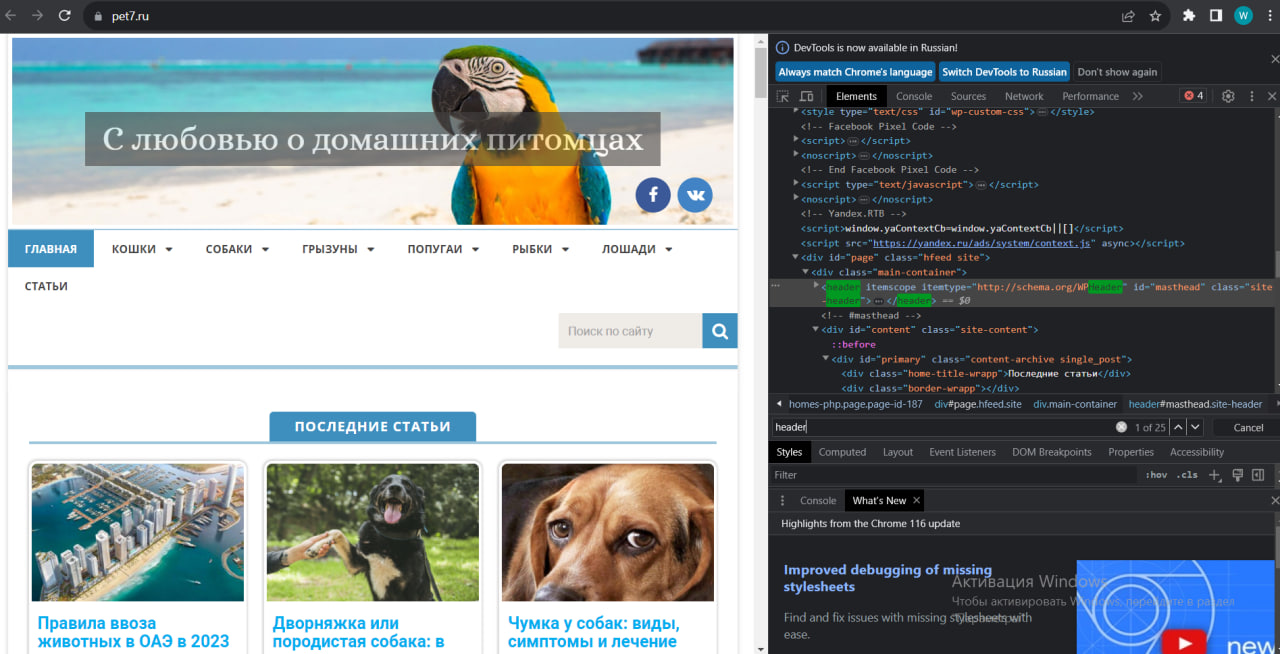 pet7.ru
W
С любовью о домашних питомцах
ГЛАВНАЯ КОШКИ СОБАКИ ГРЫЗУНЫ ПОПУГАИ РЫБКИ ЛОШАДИ
СТАТЬИ
Поиск по сайту
ПОСЛЕДНИЕ СТАТЬИ
Правила ввоза
животных в ОАЭ в 2023
Дворняжка или
породистая собака: в
Чумка у собак: виды,
симптомы и лечение
DevTools is now available in Russian!
Always match Chrome's language Switch DevTools to Russian Don't show again
Elements Console Sources Network Performance 4
<style type="text/css" id="wp-custom-css">…</style>
<!-- Facebook Pixel Code -->
<script>…</script>
<noscript>…</noscript>
<!-- End Facebook Pixel Code -->
<script type="text/javascript">…</script>
<noscript>…</noscript>
<!-- Yandex.RTB -->
<script>window.yaContextCb=window.yaContextCb||[]</script>
<script src="https://yandex.ru/ads/system/context.js" async></script>
<div id="page" class="hfeed site">
<div class="main-container">
<header itemscope itemtype="http://schema.org/WPHeader" id="masthead" class="site
-header">…</header> == $0
<!-- #masthead -->
<div id="content" class="site-content">
::before
<div id="primary" class="content-archive single_post">
<div class="home-title-wrapp">Последние статьи</div>
<div class="border-wrapp"></div>
homes-php.page.page-id-187 div#page.hfeed.site div.main-container header#masthead.site-header
header 1 of 25 Cancel
Styles Computed Layout Event Listeners DOM Breakpoints Properties Accessibility
Filter :hov .cls
Console What's New
Highlights from the Chrome 116 update
Improved debugging of missing
stylesheets
Find and fix issues with missing stylesheets with
ease.
Активация Windows
Чтобы активировать Windows, перейдите в раздел
"Параметры".
new